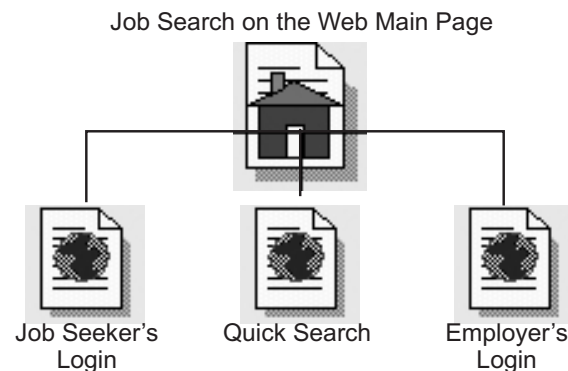 Job Search on the Web Main Page
Job Seeker's
Login
Quick Search
Employer's
Login